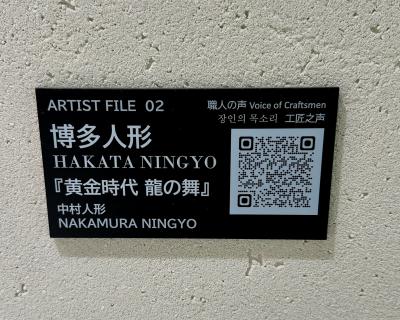 ARTIST FILE 02
職人の声 Voice of Craftsmen
장인의 목소리 工匠之声
博多人形
HAKATA NINGYO
『黄金時代 龍の舞』
中村人形
NAKAMURA NINGYO